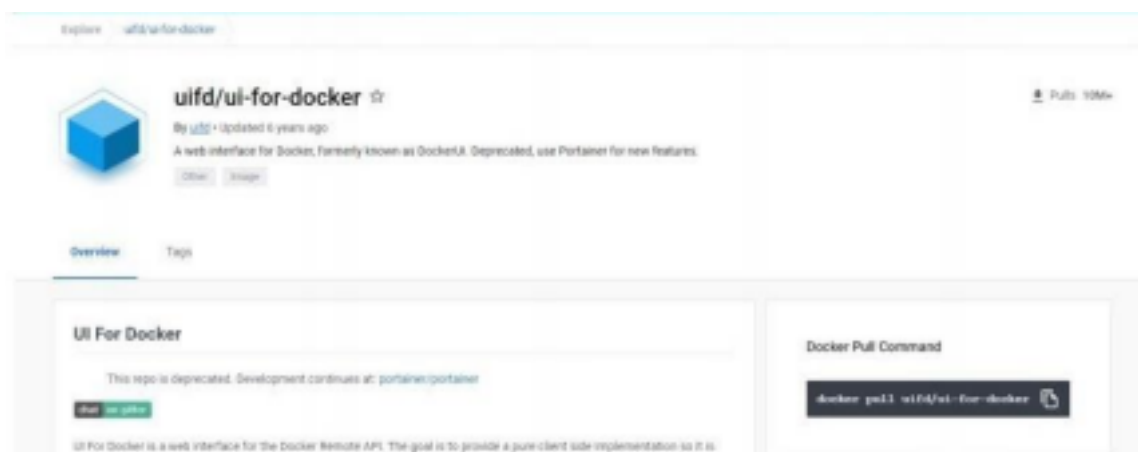 Explore uifd/ui-for-docker
uifd/ui-for-docker ☆
Pulls 10M+
By uifd • Updated 6 years ago
A web interface for Docker, formerly known as DockerUI. Deprecated, use Portainer for new features.
Other Image
Overview Tags
UI For Docker
Docker Pull Command
This repo is deprecated. Development continues at: portainer/portainer
docker pull uifd/ui-for-docker
chat on gitter
UI For Docker is a web interface for the Docker Remote API. The goal is to provide a pure client side implementation so it is